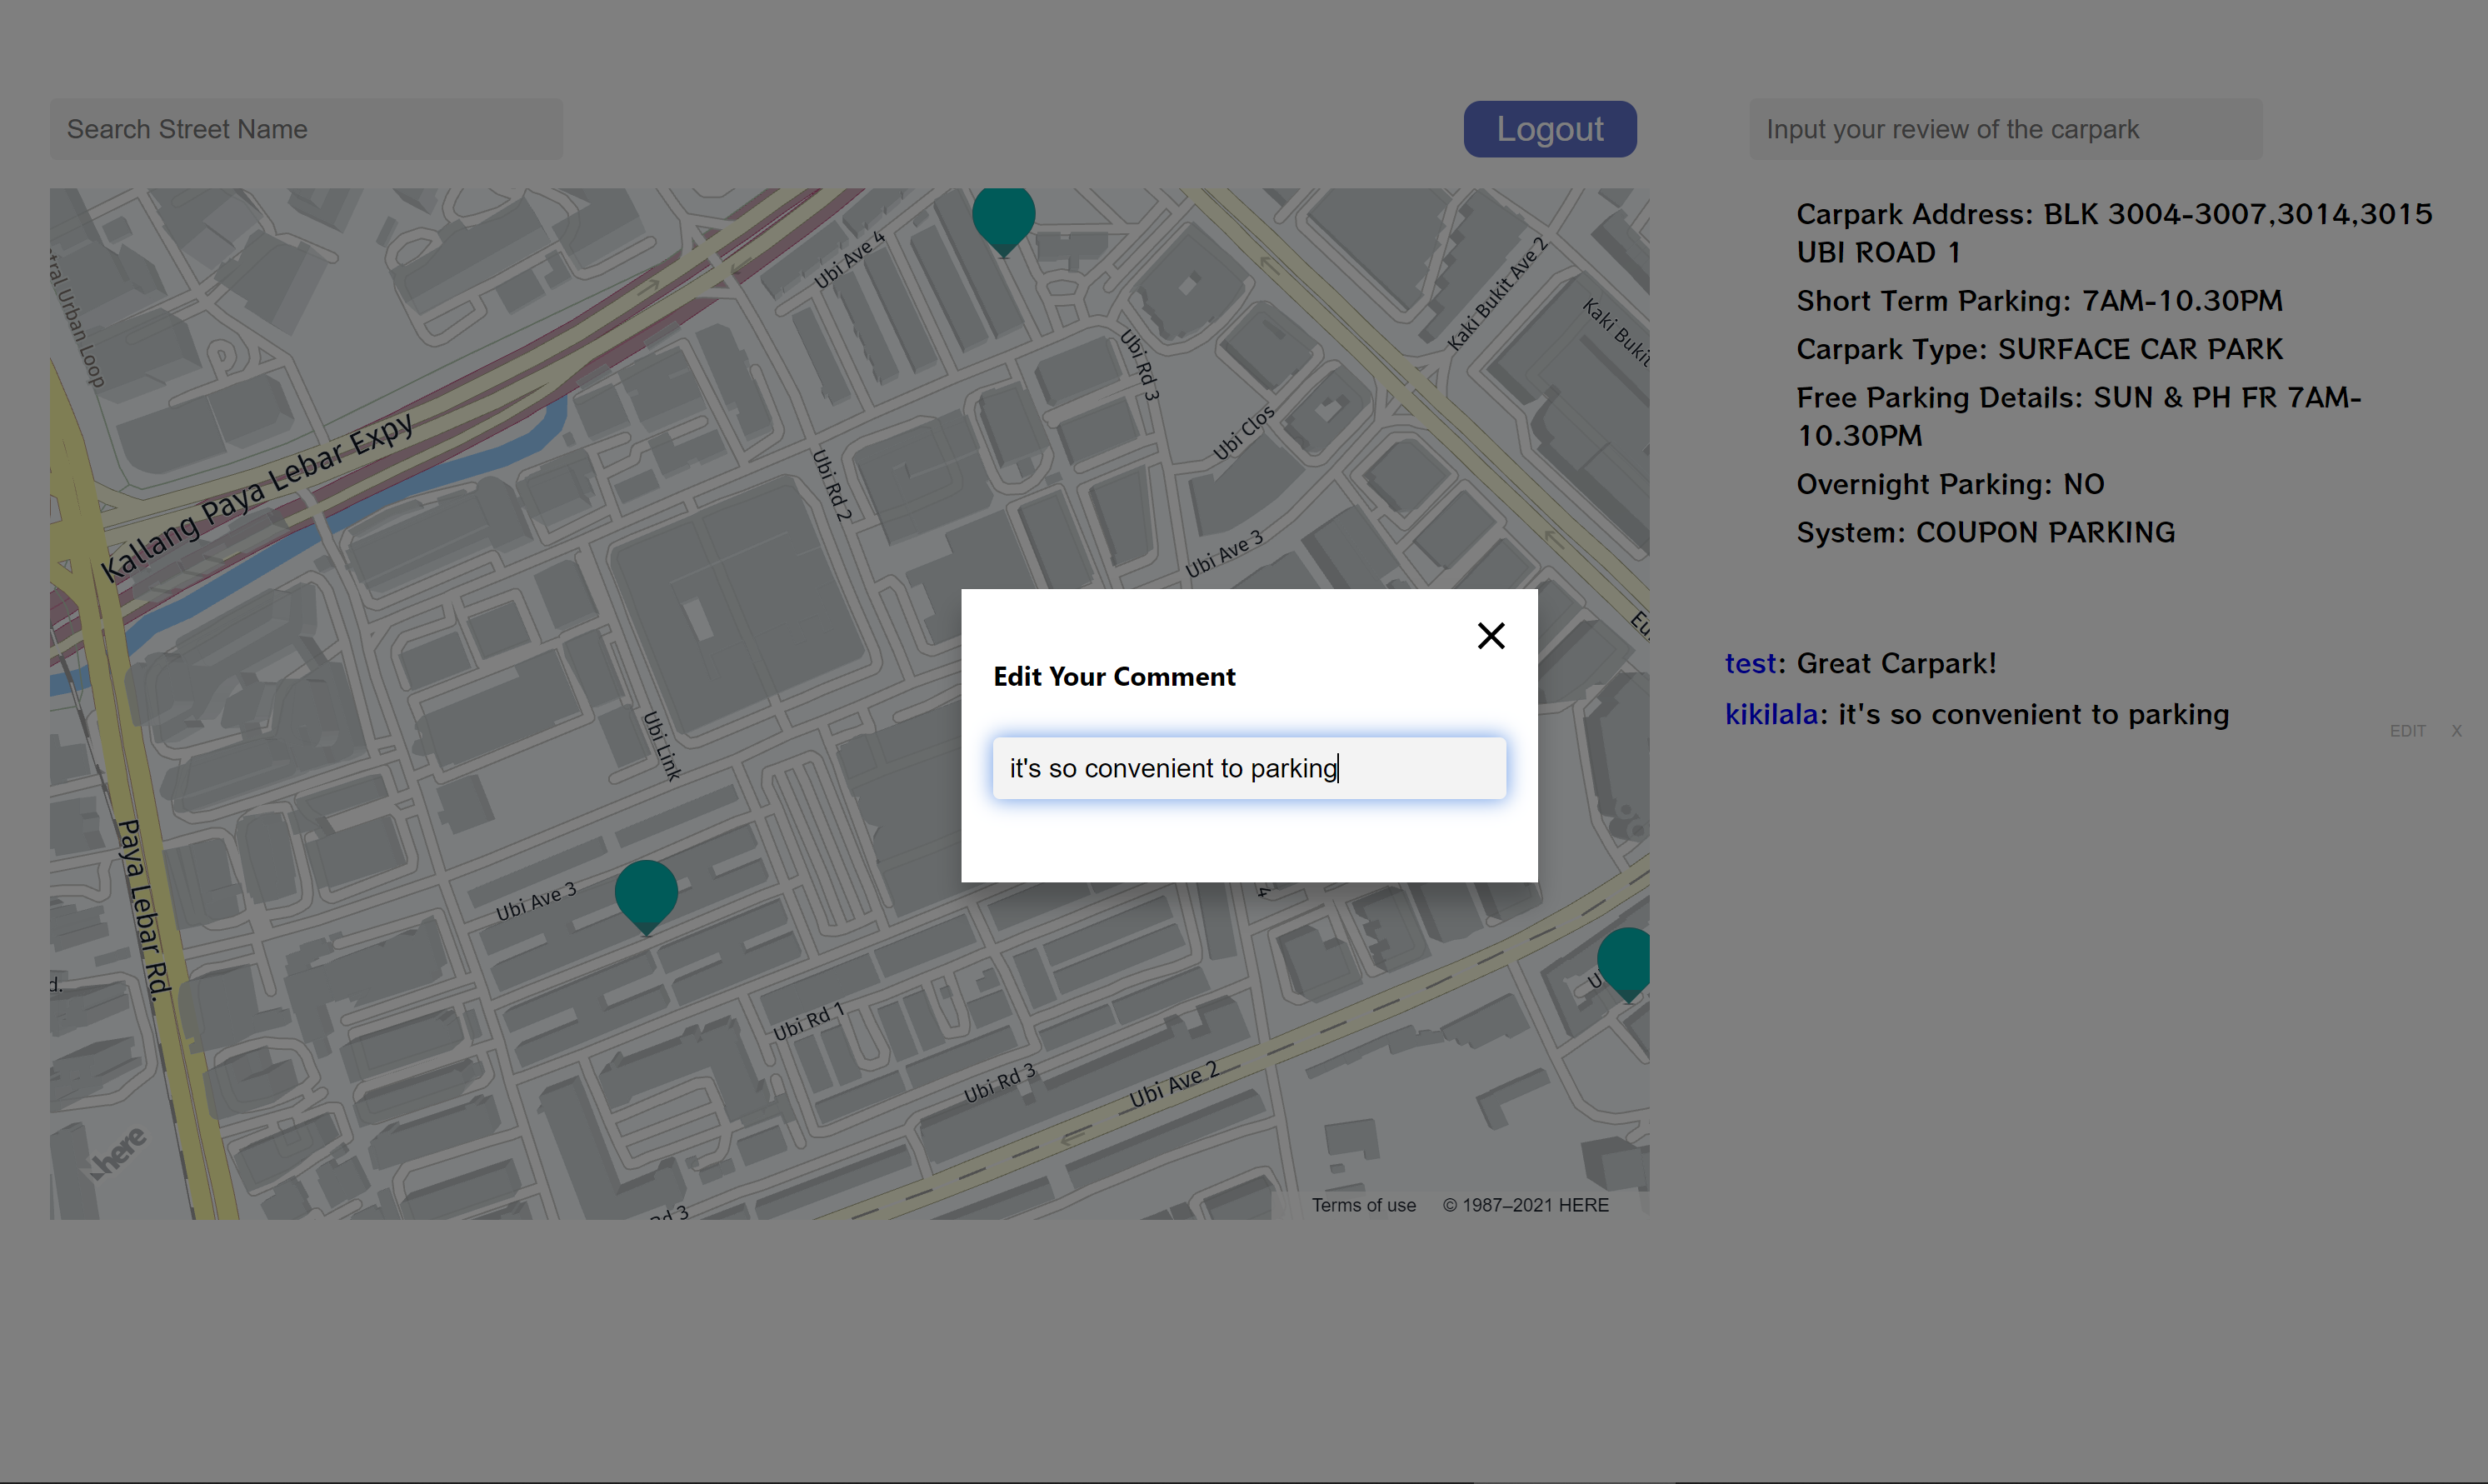 Search Street Name
Logout
Input your review of the carpark
Carpark Address: BLK 3004-3007,3014,3015
UBI ROAD 1
Short Term Parking: 7AM-10.30PM
Carpark Type: SURFACE CAR PARK
Free Parking Details: SUN & PH FR 7AM-
10.30PM
Overnight Parking: NO
System: COUPON PARKING
test: Great Carpark!
kikilala: it's so convenient to parking
EDIT X
Edit Your Comment
it's so convenient to parking
Ubi Ave 4
Kaki Bukit Ave 2
Kaki Bukit
tral Urban Loop
Ubi Rd 3
Ubi Clos
Kallang Paya Lebar Expy
Ubi Rd 2
Ubi Ave 3
Eu
Ubi Link
Paya Lebar Rd.
Ubi Ave 3
4
d.
U
Ubi Rd 1
Ubi Rd 3
Ubi Ave 2
here
Rd 3
Terms of use © 1987–2021 HERE